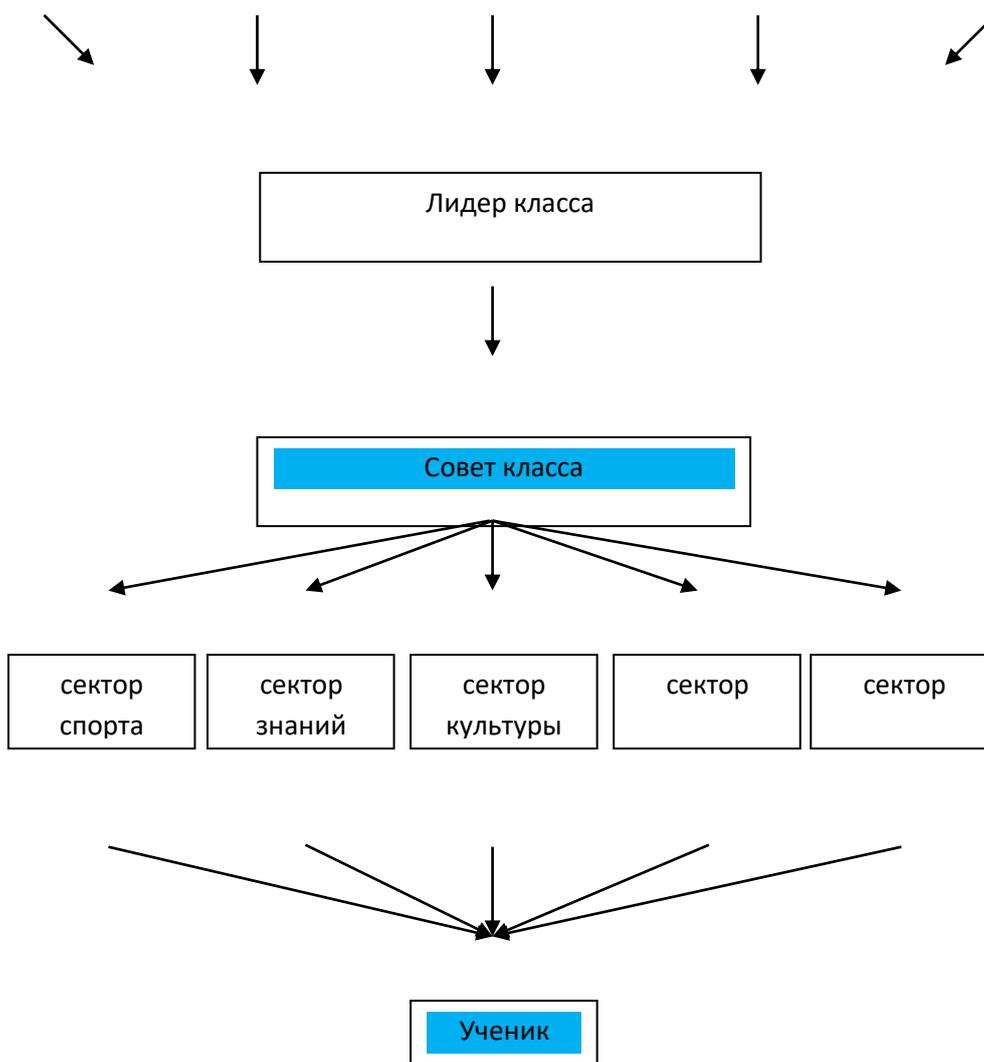 Лидер класса
Совет класса
сектор
спорта
сектор
знаний
сектор
культуры
сектор
сектор
Ученик